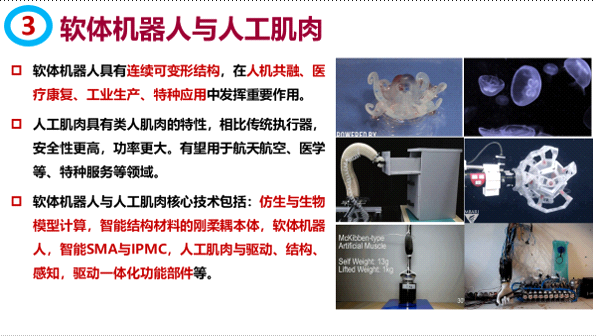 3 软体机器人与人工肌肉
软体机器人具有连续可变形结构，在人机共融、医
疗康复、工业生产、特种应用中发挥重要作用。
人工肌肉具有类人肌肉的特性，相比传统执行器，
安全性更高，功率更大。有望用于航天航空、医学
等、特种服务等领域。
软体机器人与人工肌肉核心技术包括：仿生与生物
模型计算，智能结构材料的刚柔耦本体，软体机器
人，智能SMA与IPMC，人工肌肉与驱动、结构、
感知，驱动一体化功能部件等。
POWERED BY
McKibben-type
Artificial Muscle
Self Weight: 13g
Lifted Weight: 1kg